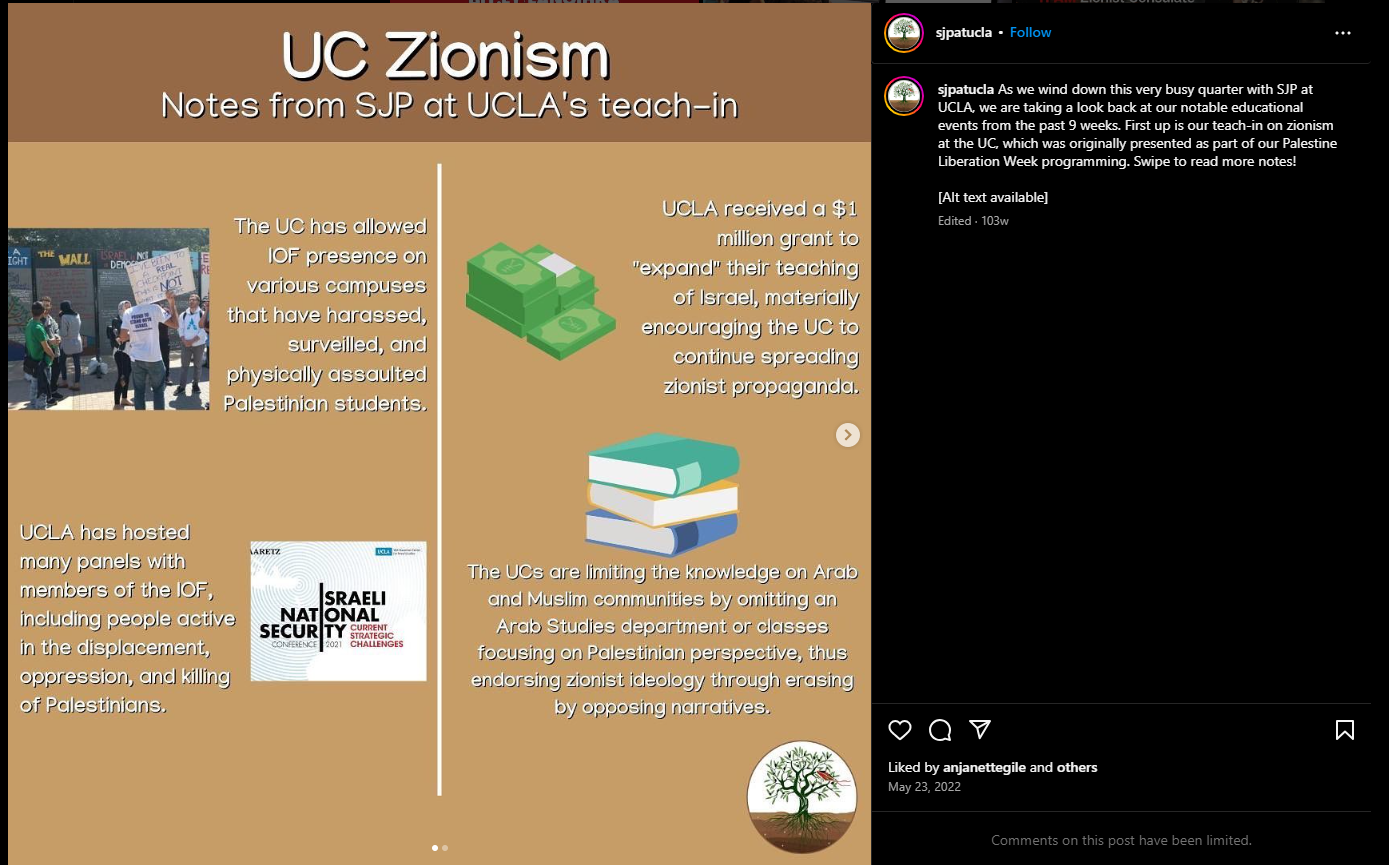 UC Zionism
Notes from SJP at UCLA's teach-in
The UC has allowed
IOF presence on
various campuses
that have harassed,
surveilled, and
physically assaulted
Palestinian students.
THE WALL
NOT
UCLA has hosted
many panels with
members of the IOF,
including people active
in the displacement,
oppression, and killing
of Palestinians.
AARETZ
UCLA
ISRAELI
NATIONAL
SECURITY CURRENT
STRATEGIC
CHALLENGES
CONFERENCE 2021
UCLA received a $1
million grant to
"expand" their teaching
of Israel, materially
encouraging the UC to
continue spreading
zionist propaganda.
The UCs are limiting the knowledge on Arab
and Muslim communities by omitting an
Arab Studies department or classes
focusing on Palestinian perspective, thus
endorsing zionist ideology through erasing
by opposing narratives.
sjpatucla • Follow
sjpatucla As we wind down this very busy quarter with SJP at
UCLA, we are taking a look back at our notable educational
events from the past 9 weeks. First up is our teach-in on zionism
at the UC, which was originally presented as part of our Palestine
Liberation Week programming. Swipe to read more notes!
[Alt text available]
Edited · 103w
Liked by anjanettegile and others
May 23, 2022
Comments on this post have been limited.